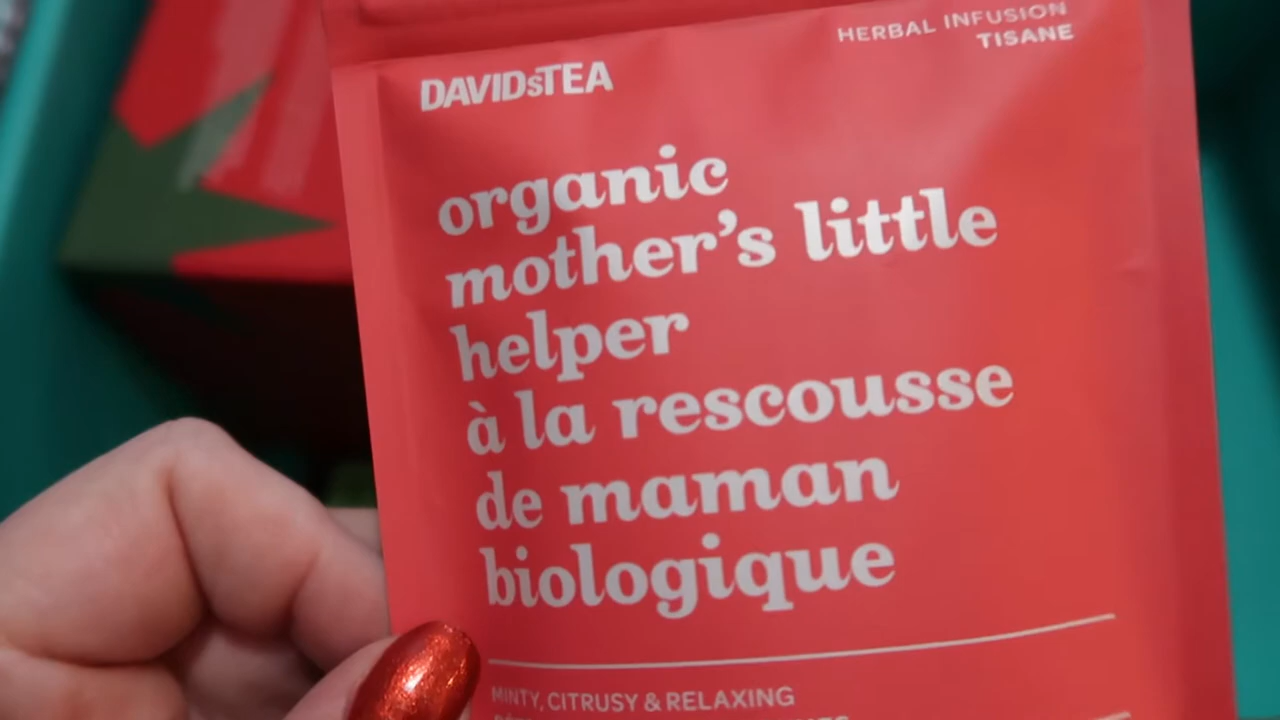 HERBAL INFUSION
TISANE
DAVIDsTEA
organic
mother's little
helper
à la rescousse
de maman
biologique
MINTY, CITRUSY & RELAXING